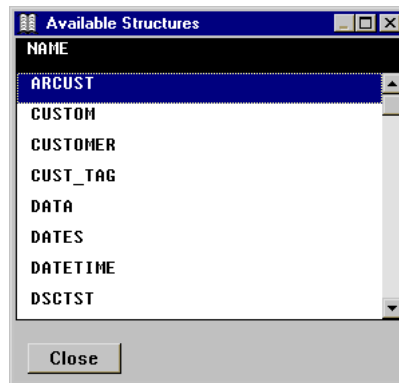 Available Structures
NAME
ARCUST
CUSTOM
CUSTOMER
CUST_TAG
DATA
DATES
DATETIME
DSCTST
Close